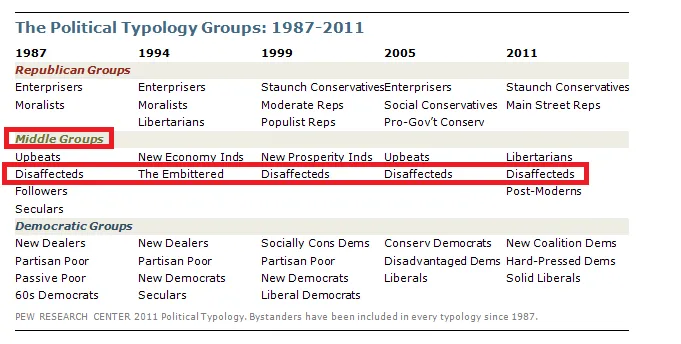 The Political Typology Groups: 1987-2011
1987 1994 1999 2005 2011
Republican Groups
Enterprisers Enterprisers Staunch Conservatives Enterprisers Staunch Conservatives
Moralists Moralists Moderate Reps Social Conservatives Main Street Reps
Libertarians Populist Reps Pro-Gov't Conserv
Middle Groups
Upbeats New Economy Inds New Prosperity Inds Upbeats Libertarians
Disaffecteds The Embittered Disaffecteds Disaffecteds Disaffecteds
Followers Post-Moderns
Seculars
Democratic Groups
New Dealers New Dealers Socially Cons Dems Conserv Democrats New Coalition Dems
Partisan Poor Partisan Poor Partisan Poor Disadvantaged Dems Hard-Pressed Dems
Passive Poor New Democrats New Democrats Liberals Solid Liberals
60s Democrats Seculars Liberal Democrats
PEW RESEARCH CENTER 2011 Political Typology. Bystanders have been included in every typology since 1987.